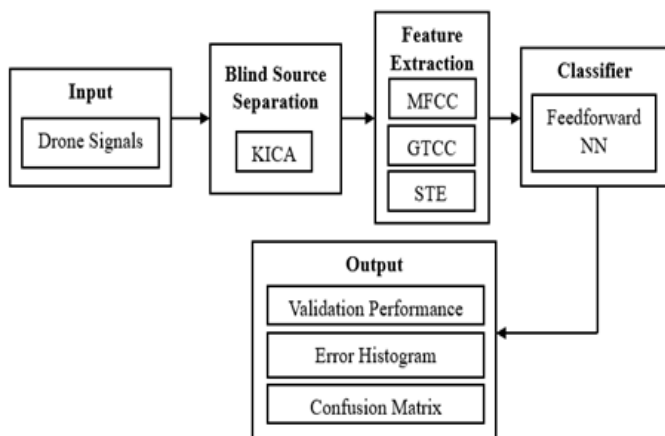 Input
Drone Signals
Blind Source
Separation
KICA
Feature
Extraction
MFCC
GTCC
STE
Classifier
Feedforward
NN
Output
Validation Performance
Error Histogram
Confusion Matrix